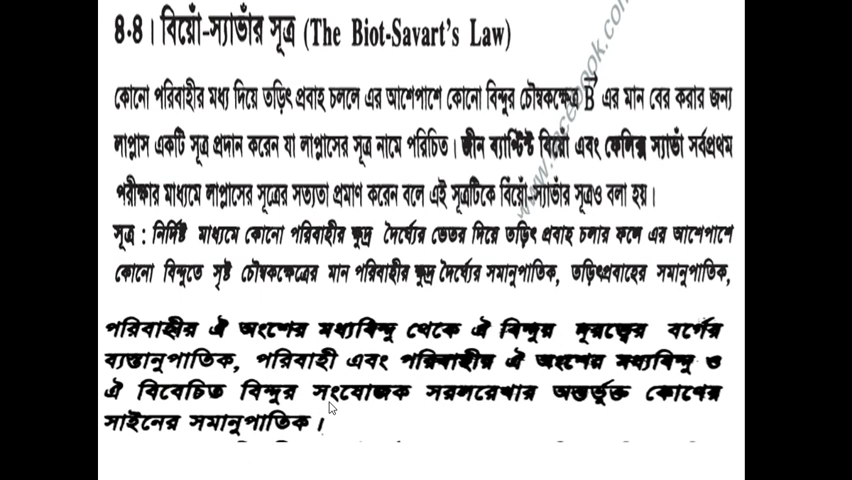 ৪·৪। বিয়োঁ-স্যাভাঁর সূত্র (The Biot-Savart's Law)
কোনো পরিবাহীর মধ্য দিয়ে তড়িৎ প্রবাহ চললে এর আশেপাশে কোনো বিন্দুর চৌম্বকক্ষেত্র B⃗ এর মান বের করার জন্য
লাপ্লাস একটি সূত্র প্রদান করেন যা লাপ্লাসের সূত্র নামে পরিচিত। জীন ব্যাপ্টিস্ট বিয়োঁ এবং ফেলিক্স স্যাভাঁ সর্বপ্রথম
পরীক্ষার মাধ্যমে লাপ্লাসের সূত্রের সত্যতা প্রমাণ করেন বলে এই সূত্রটিকে বিঁয়োঁ-স্যাভাঁর সূত্রও বলা হয়।
সূত্র : নির্দিষ্ট মাধ্যমে কোনো পরিবাহীর ক্ষুদ্র দৈর্ঘ্যের ভেতর দিয়ে তড়িৎ প্রবাহ চলার ফলে এর আশেপাশে
কোনো বিন্দুতে সৃষ্ট চৌম্বকক্ষেত্রের মান পরিবাহীর ক্ষুদ্র দৈর্ঘ্যের সমানুপাতিক, তড়িৎপ্রবাহের সমানুপাতিক,
পরিবাহীর ঐ অংশের মধ্যবিন্দু থেকে ঐ বিন্দুর দূরত্বের বর্গের
ব্যস্তানুপাতিক, পরিবাহী এবং পরিবাহীর ঐ অংশের মধ্যবিন্দু ও
ঐ বিবেচিত বিন্দুর সংযোজক সরলরেখার অন্তর্ভুক্ত কোণের
সাইনের সমানুপাতিক।